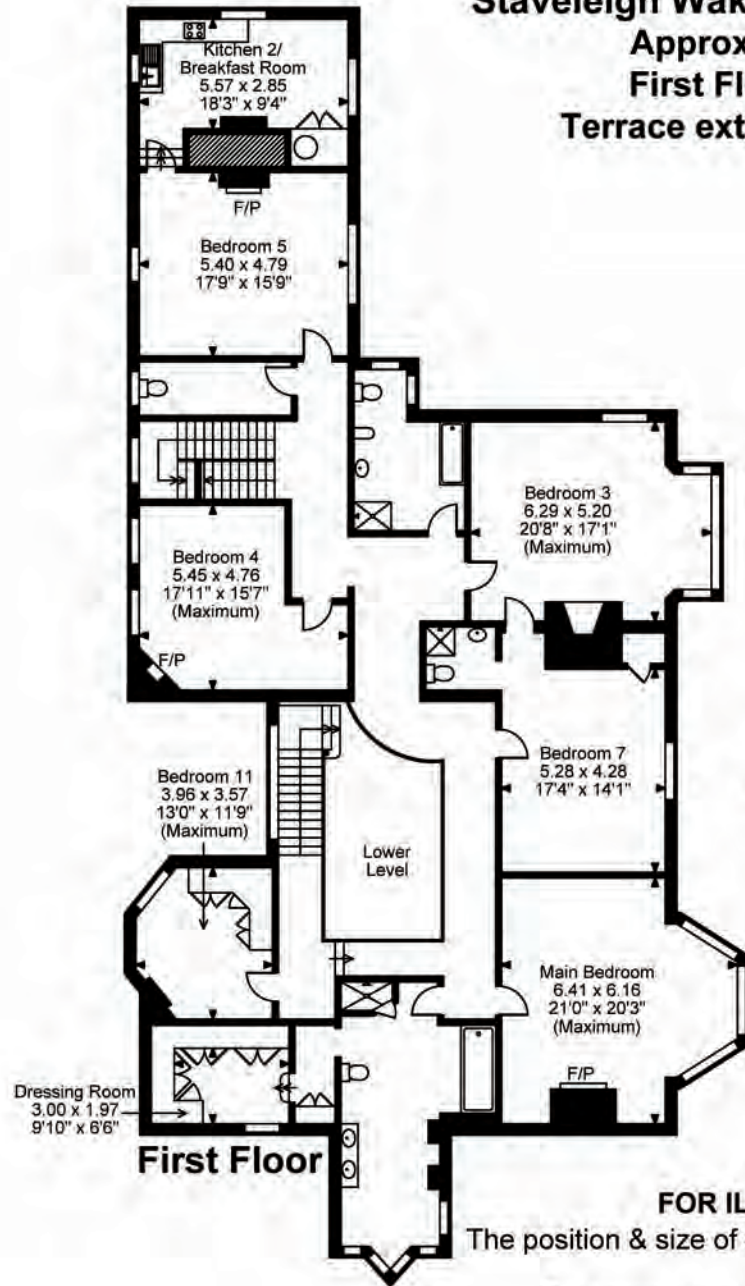 Staveleigh Wak
Approx
First Fl
Terrace ext
Kitchen 2/
Breakfast Room
5.57 x 2.85
18'3" x 9'4"
F/P
Bedroom 5
5.40 x 4.79
17'9" x 15'9"
Bedroom 3
6.29 x 5.20
20'8" x 17'1"
(Maximum)
Bedroom 4
5.45 x 4.76
17'11" x 15'7"
(Maximum)
F/P
Bedroom 7
5.28 x 4.28
17'4" x 14'1"
Bedroom 11
3.96 x 3.57
13'0" x 11'9"
(Maximum)
Lower
Level
Main Bedroom
6.41 x 6.16
21'0" x 20'3"
(Maximum)
F/P
Dressing Room
3.00 x 1.97
9'10" x 6'6"
First Floor
FOR IL
The position & size of